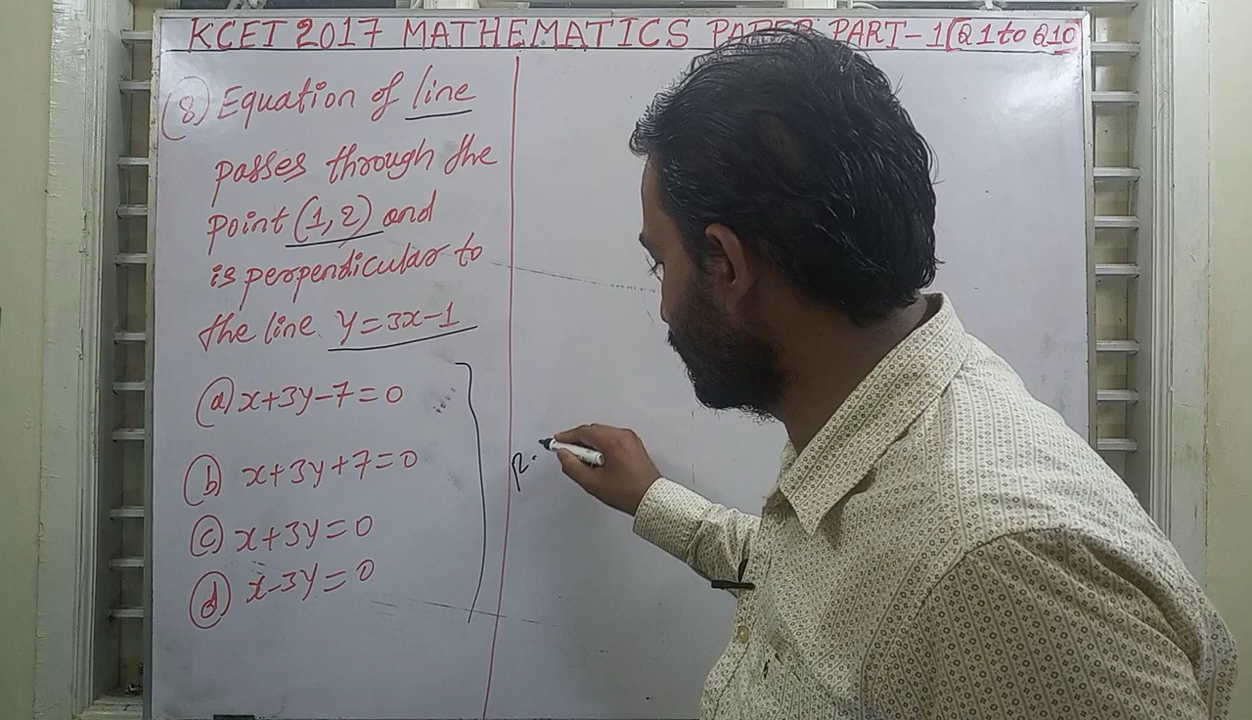 KCET 2017 MATHEMATICS PAPER PART-1[Q1 to Q10]
(8) Equation of line
passes through the
point (1,2) and
is perpendicular to
the line y=3x-1
(a) x+3y-7=0
(b) x+3y+7=0
(c) x+3y=0
(d) x-3y=0